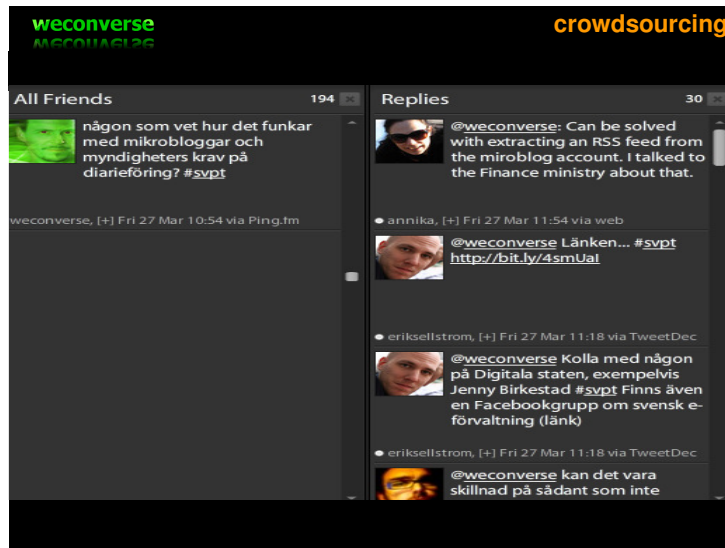 weconverse
crowdsourcing
All Friends 194
någon som vet hur det funkar
med mikrobloggar och
myndigheters krav på
diarieföring? #svpt
weconverse, [+] Fri 27 Mar 10:54 via Ping.fm
Replies 30
@weconverse: Can be solved
with extracting an RSS feed from
the miroblog account. I talked to
the Finance ministry about that.
annika, [+] Fri 27 Mar 11:54 via web
@weconverse Länken... #svpt
http://bit.ly/4smUaI
eriksellstrom, [+] Fri 27 Mar 11:18 via TweetDec
@weconverse Kolla med någon
på Digitala staten, exempelvis
Jenny Birkestad #svpt Finns även
en Facebookgrupp om svensk e-
förvaltning (länk)
eriksellstrom, [+] Fri 27 Mar 11:18 via TweetDec
@weconverse kan det vara
skillnad på sådant som inte